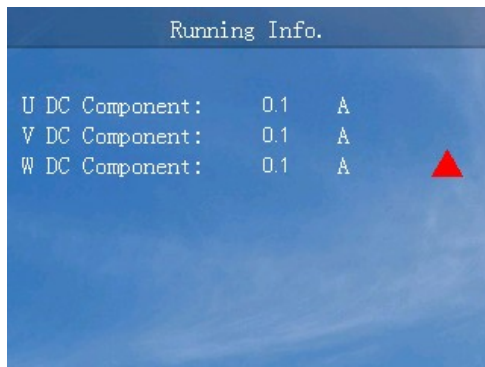 Running Info.
U DC Component: 0.1 A
V DC Component: 0.1 A
W DC Component: 0.1 A